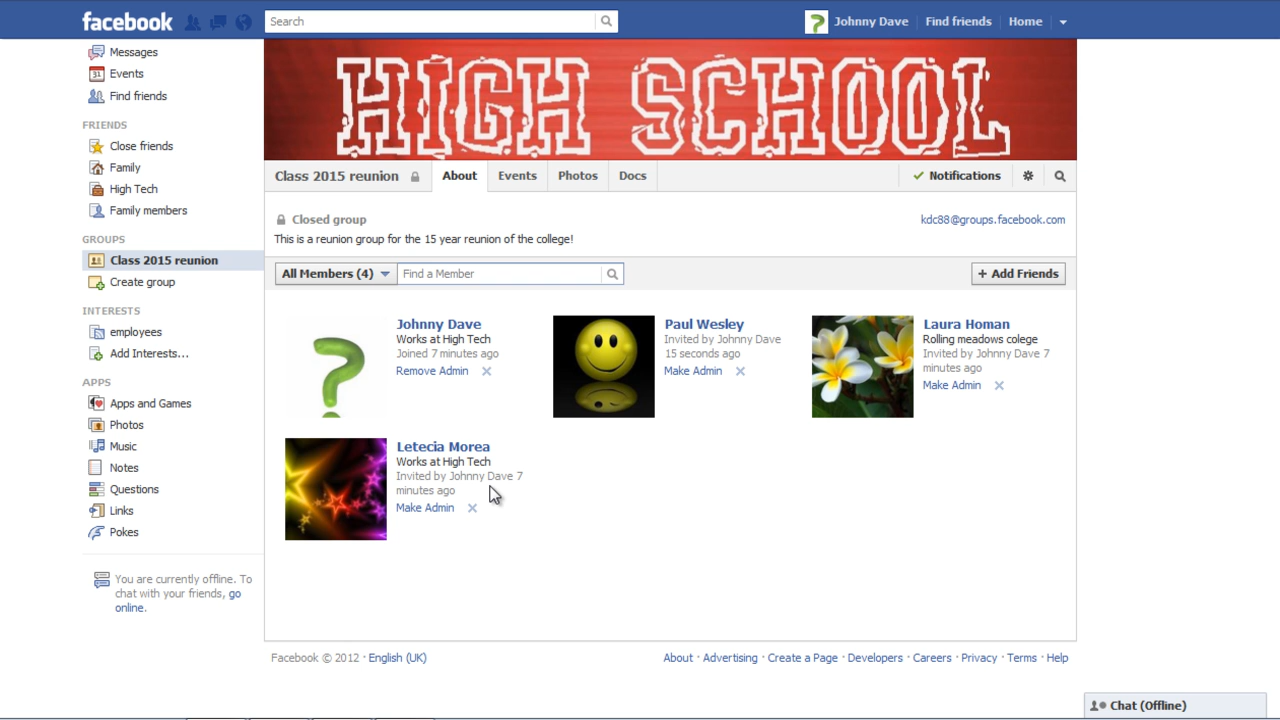 facebook
Search
Johnny Dave
Find friends
Home
Messages
31
Events
Find friends
FRIENDS
Close friends
Family
High Tech
Family members
GROUPS
Class 2015 reunion
Create group
INTERESTS
employees
Add Interests...
APPS
Apps and Games
Photos
Music
Notes
Questions
Links
Pokes
You are currently offline. To
chat with your friends, go
online.
HIGH SCHOOL
Class 2015 reunion
About
Events
Photos
Docs
Notifications
Closed group
kdc88@groups.facebook.com
This is a reunion group for the 15 year reunion of the college!
All Members (4)
Find a Member
+ Add Friends
Johnny Dave
Works at High Tech
Joined 7 minutes ago
Remove Admin
Paul Wesley
Invited by Johnny Dave
15 seconds ago
Make Admin
Laura Homan
Rolling meadows colege
Invited by Johnny Dave 7
minutes ago
Make Admin
Letecia Morea
Works at High Tech
Invited by Johnny Dave 7
minutes ago
Make Admin
Facebook © 2012 · English (UK)
About · Advertising · Create a Page · Developers · Careers · Privacy · Terms · Help
Chat (Offline)